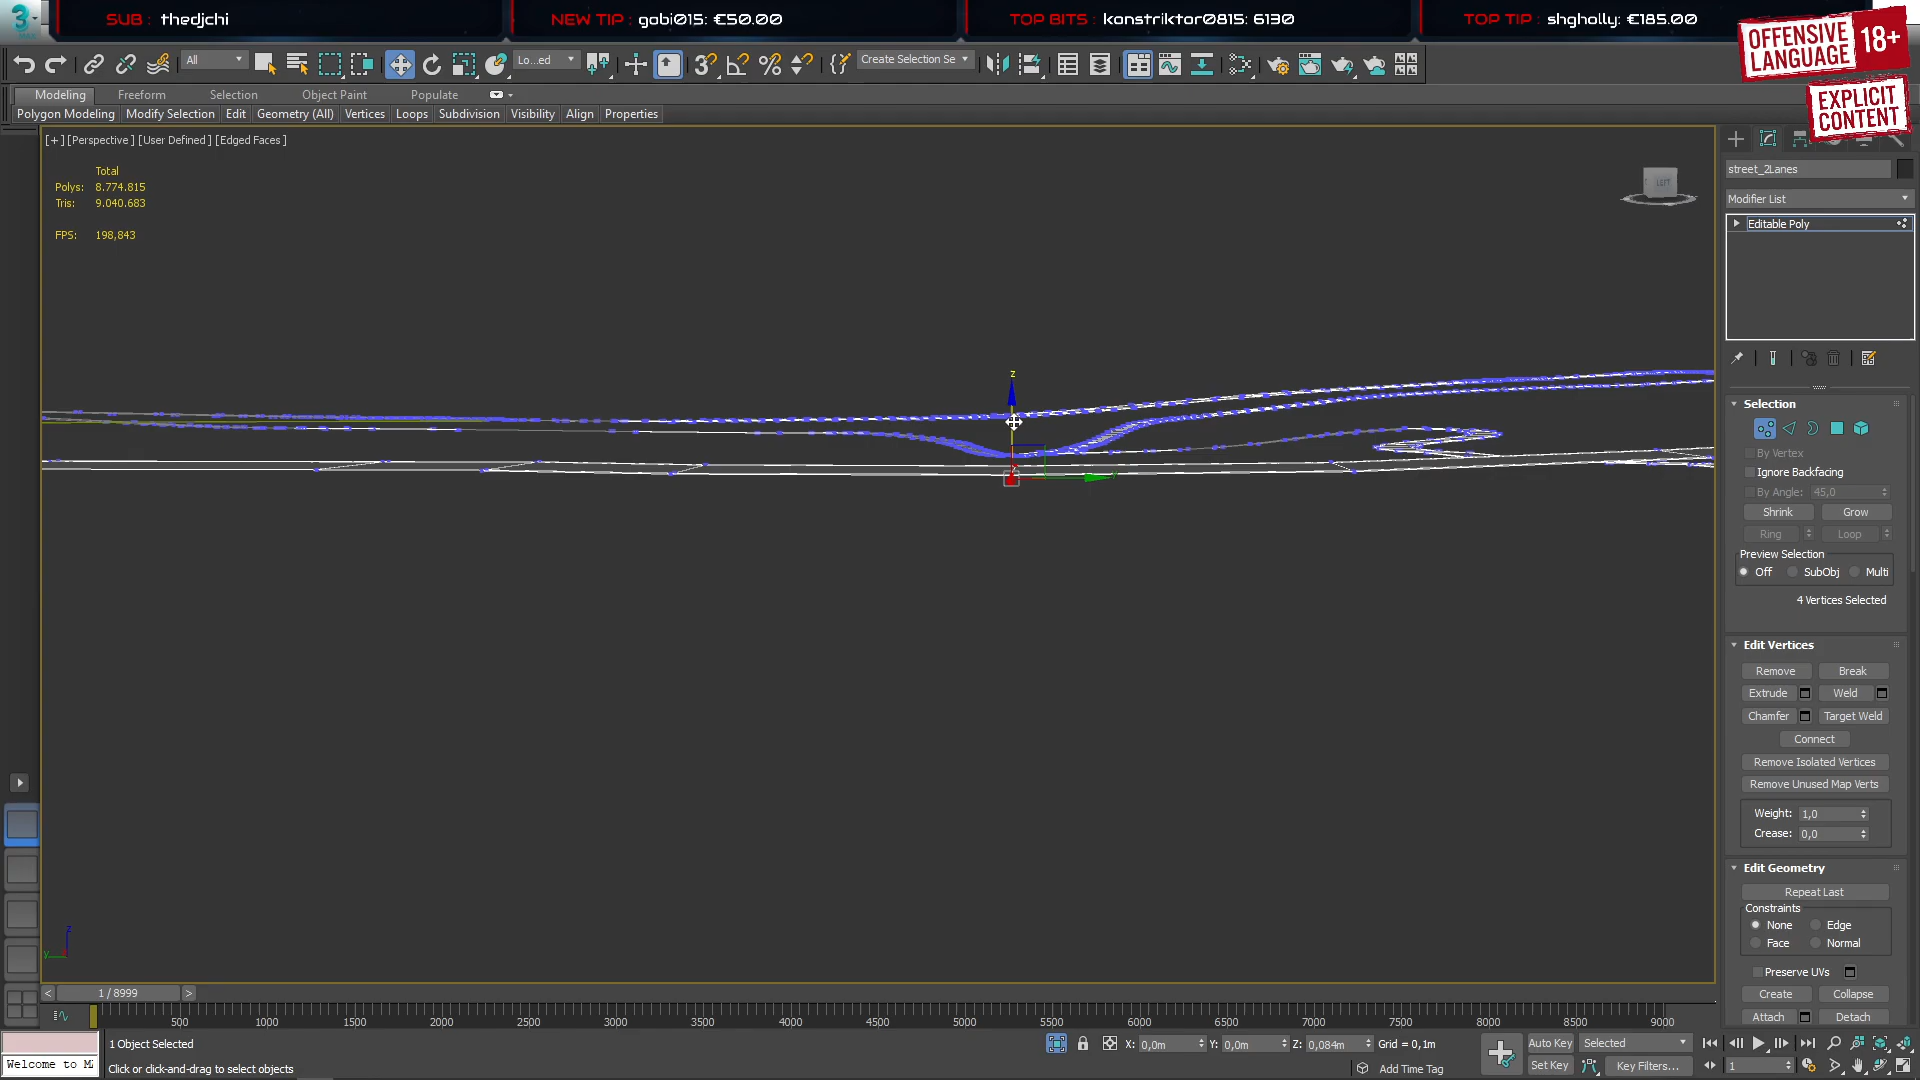 SUB : thedjchi NEW TIP : gobi015: €50.00 TOP BITS : konstriktor0815: 6130 TOP TIP : shgholly: €185.00
OFFENSIVE LANGUAGE 18+
EXPLICIT CONTENT
All Lo...ed Create Selection Se
Modeling Freeform Selection Object Paint Populate
Polygon Modeling Modify Selection Edit Geometry (All) Vertices Loops Subdivision Visibility Align Properties
[+] [Perspective ] [User Defined ] [Edged Faces ]
Total
Polys: 8.774.815
Tris: 9.040.683
FPS: 198,843
LEFT
z
street_2Lanes
Modifier List
Editable Poly
Selection
By Vertex
Ignore Backfacing
By Angle: 45,0
Shrink Grow
Ring Loop
Preview Selection
Off SubObj Multi
4 Vertices Selected
Edit Vertices
Remove Break
Extrude Weld
Chamfer Target Weld
Connect
Remove Isolated Vertices
Remove Unused Map Verts
Weight: 1,0
Crease: 0,0
Edit Geometry
Repeat Last
Constraints
None Edge
Face Normal
Preserve UVs
Create Collapse
Attach Detach
z
y
< 1 / 8999 >
500 1000 1500 2000 2500 3000 3500 4000 4500 5000 5500 6000 6500 7000 7500 8000 8500 9000
1 Object Selected X: 0,0m Y: 0,0m Z: 0,084m Grid = 0,1m Auto Key Selected
Welcome to M Click or click-and-drag to select objects Add Time Tag Set Key Key Filters... 1